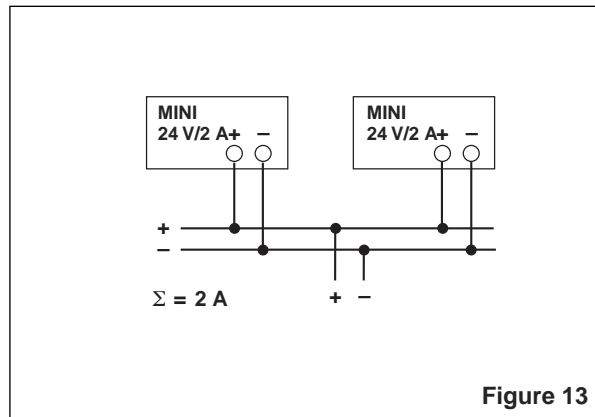 MINI
24 V/2 A+ −
MINI
24 V/2 A+ −
+
−
Σ = 2 A
+ −
Figure 13